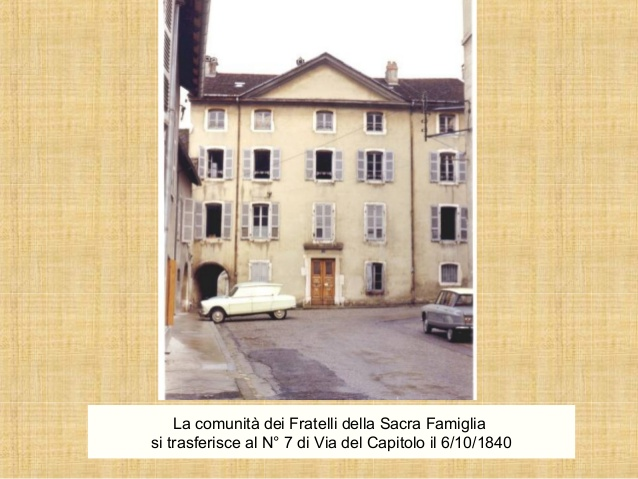 La comunità dei Fratelli della Sacra Famiglia
si trasferisce al N° 7 di Via del Capitolo il 6/10/1840